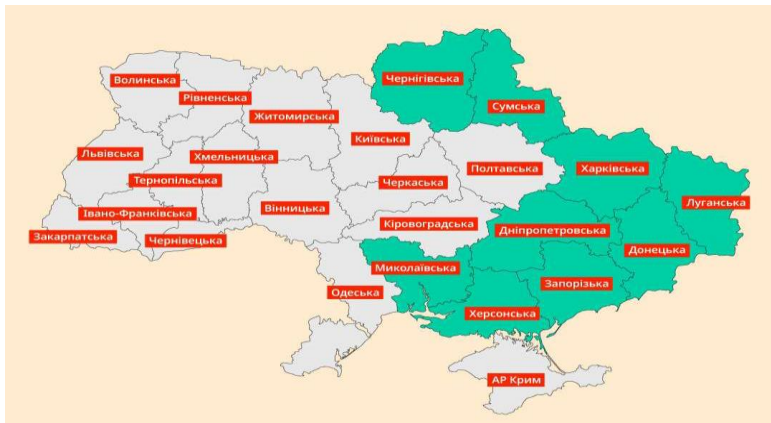 Волинська
Рівненська
Житомирська
Київська
Чернігівська
Сумська
Львівська
Тернопільська
Хмельницька
Вінницька
Черкаська
Полтавська
Харківська
Луганська
Закарпатська
Івано-Франківська
Чернівецька
Кіровоградська
Дніпропетровська
Донецька
Миколаївська
Одеська
Херсонська
Запорізька
АР Крим